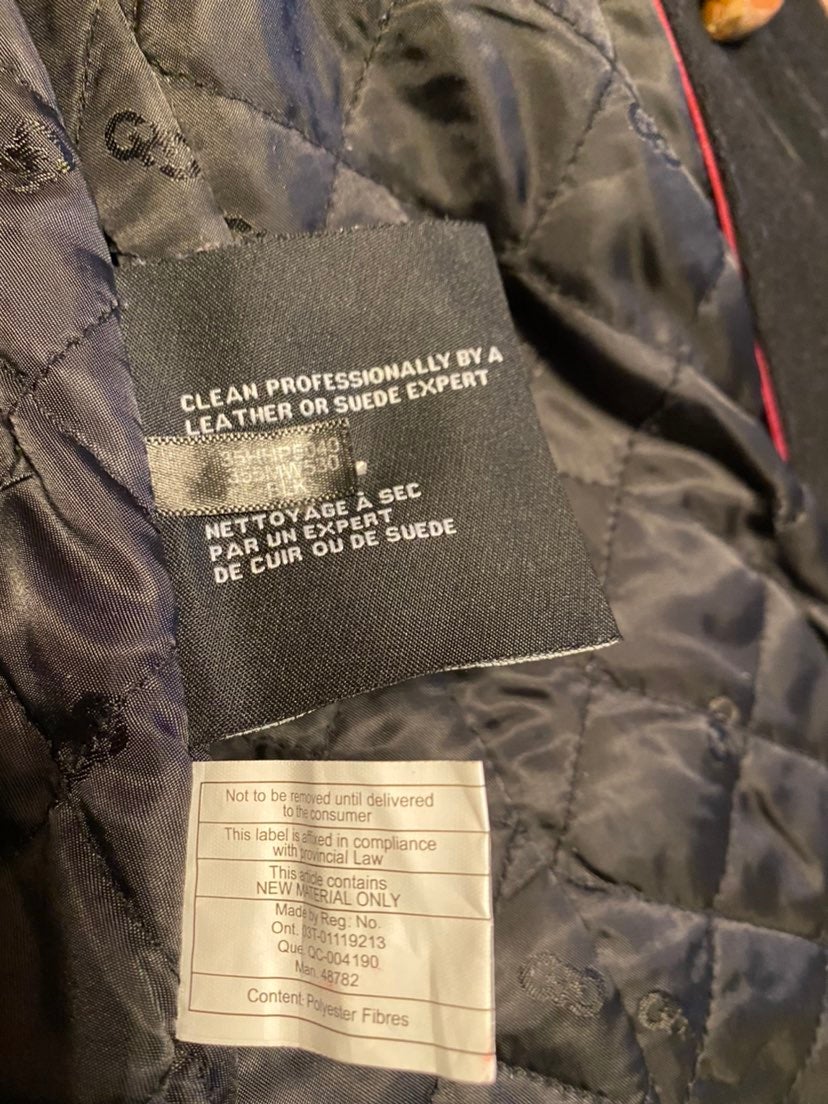 CLEAN PROFESSIONALLY BY A
LEATHER OR SUEDE EXPERT
BLK
NETTOYAGE À SEC
PAR UN EXPERT
DE CUIR OU DE SUEDE
Not to be removed until delivered
to the consumer
This label is affixed in compliance
with provincial Law
This article contains
NEW MATERIAL ONLY
Made by Reg.: No.
Ont. 03T-01119213
Que. QC-004190
Man. 48782
Content: Polyester Fibres